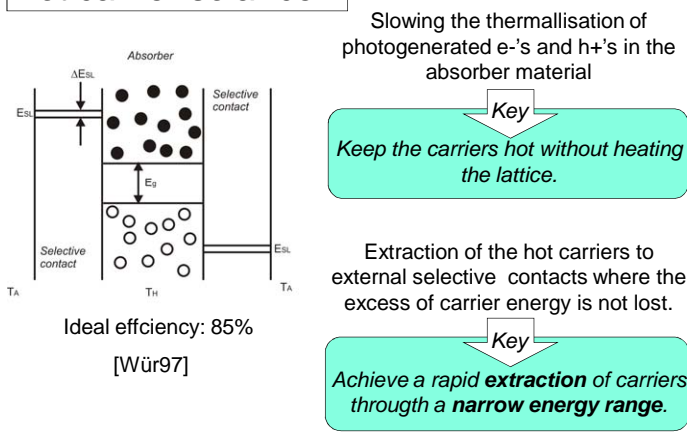 Absorber
ΔESL
Selective
contact
ESL
Eg
ESL
Selective
contact
TA
TH
TA
Ideal effciency: 85%
[Wür97]
Slowing the thermallisation of
photogenerated e-'s and h+'s in the
absorber material
Key
Keep the carriers hot without heating
the lattice.
Extraction of the hot carriers to
external selective contacts where the
excess of carrier energy is not lost.
Key
Achieve a rapid extraction of carriers
througth a narrow energy range.